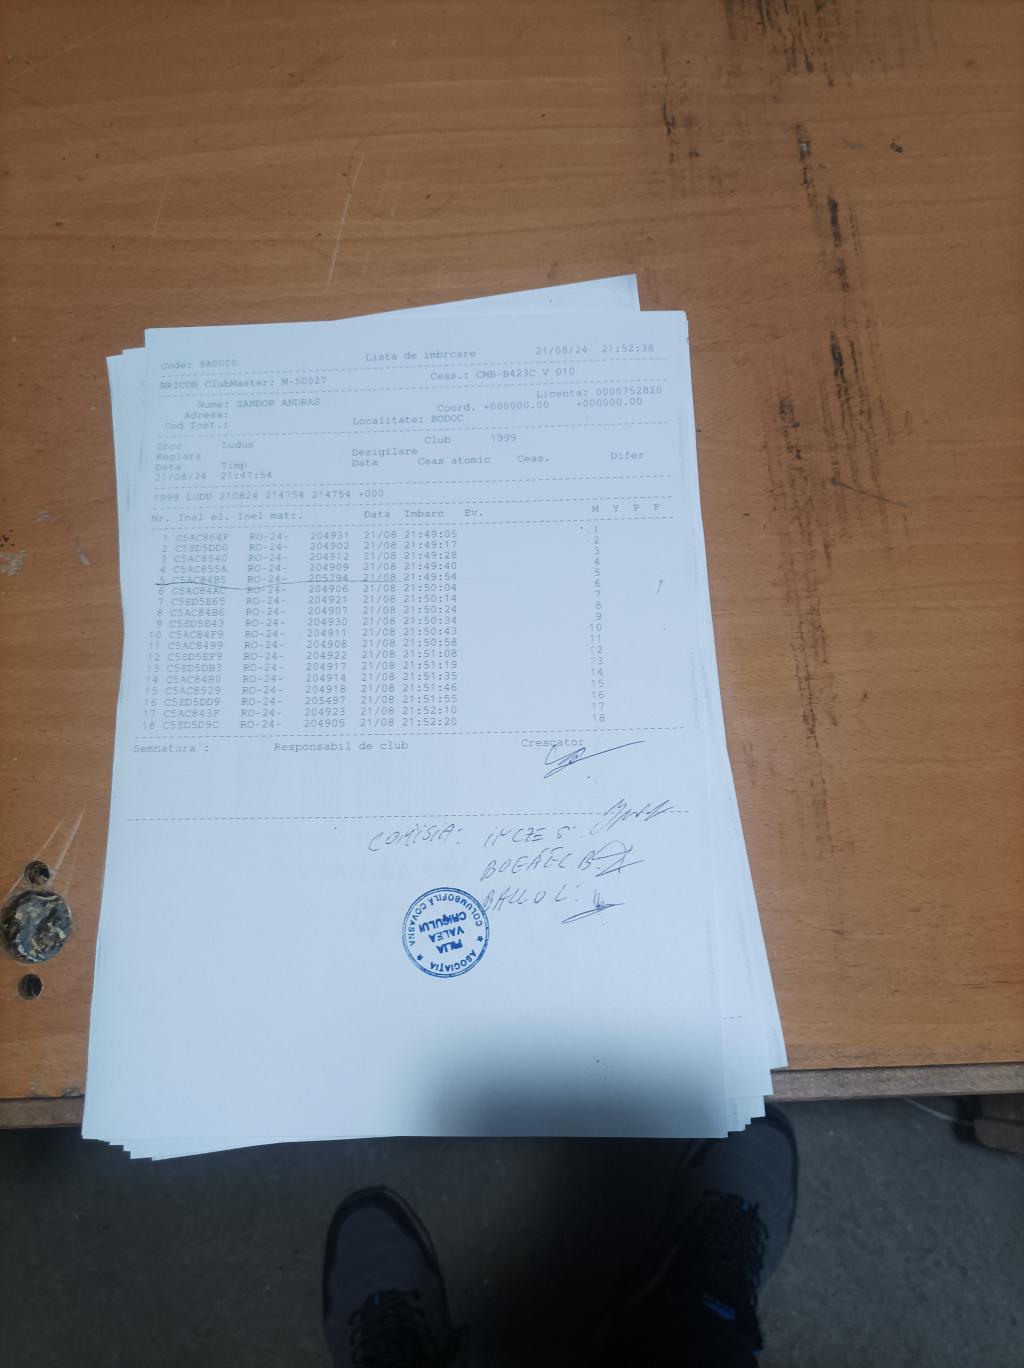 Code: 9A0000 Lista de imbrcare 21/08/24 21:52:38
BRICON ClubMaster: M-50027 Ceas.: CMB-B423C V 010
Licenta: 0000752820
Nume: SANDOR ANDRAS Coord. +000000.00 +000000.00
Adresa:
Cod Post.: Localitate: BODOC
Zbor Ludus Club 1999
Reglare Desigilare
Data Timp Data Ceas atomic Ceas. Difer
21/08/24 21:47:54
1999 LUDU 210824 214754 214754 +000
Nr. Inel el. Inel matr. Data Imbarc Ev. M Y P F
1 C5AC864F RO-24- 204931 21/08 21:49:05 1
2 C5ED5DD0 RO-24- 204902 21/08 21:49:17 2
3 C5AC8540 RO-24- 204912 21/08 21:49:28 3
4 C5AC855A RO-24- 204909 21/08 21:49:40 4
5 C5AC84B5 RO-24- 205794 21/08 21:49:54 5
6 C5AC84AC RO-24- 204906 21/08 21:50:04 6
7 C5ED5E65 RO-24- 204921 21/08 21:50:14 7
8 C5AC84B6 RO-24- 204907 21/08 21:50:24 8
9 C5ED5E43 RO-24- 204930 21/08 21:50:34 9
10 C5AC84F9 RO-24- 204911 21/08 21:50:43 10
11 C5AC8499 RO-24- 204908 21/08 21:50:58 11
12 C5ED5EF9 RO-24- 204922 21/08 21:51:08 12
13 C5ED5DB3 RO-24- 204917 21/08 21:51:19 13
14 C5AC84B0 RO-24- 204914 21/08 21:51:35 14
15 C5AC8529 RO-24- 204918 21/08 21:51:46 15
16 C5ED5DD9 RO-24- 205497 21/08 21:51:55 16
17 C5AC843F RO-24- 204923 21/08 21:52:10 17
18 C5ED5D9C RO-24- 204905 21/08 21:52:20 18
Semnatura : Responsabil de club Crescator
COMISIA: INCZE S.
BALLO L.
ASOCIAȚIA COLUMBOFILĂ COVASNA
FILIA
VALEA
CRIȘULUI